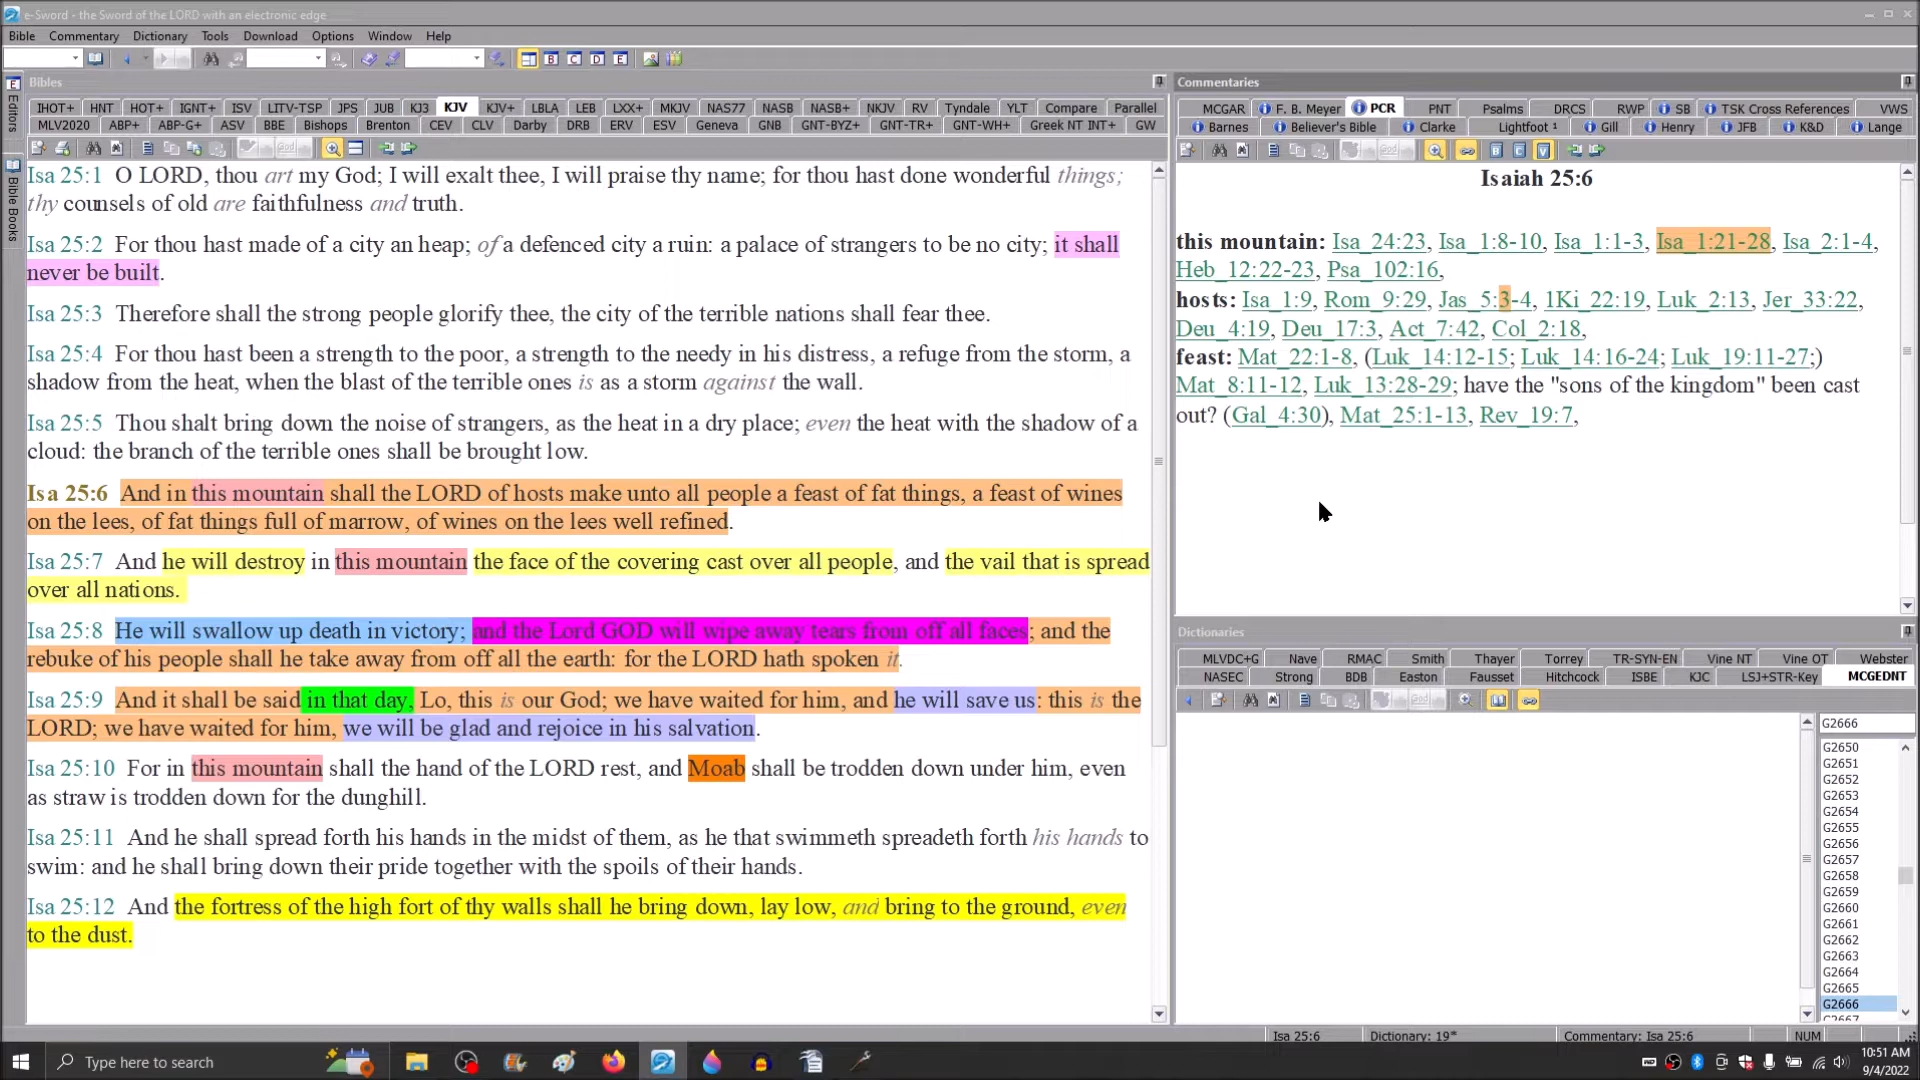 e-Sword - the Sword of the LORD with an electronic edge
Bible Commentary Dictionary Tools Download Options Window Help
Bibles
IHOT+ HNT HOT+ IGNT+ ISV LITV-TSP JPS JUB KJ3 KJV KJV+ LBLA LEB LXX+ MKJV NAS77 NASB NASB+ NKJV RV Tyndale YLT Compare Parallel
MLV2020 ABP+ ABP-G+ ASV BBE Bishops Brenton CEV CLV Darby DRB ERV ESV Geneva GNB GNT-BYZ+ GNT-TR+ GNT-WH+ Greek NT INT+ GW
Editors
Bible Books
Isa 25:1 O LORD, thou art my God; I will exalt thee, I will praise thy name; for thou hast done wonderful things;
thy counsels of old are faithfulness and truth.
Isa 25:2 For thou hast made of a city an heap; of a defenced city a ruin: a palace of strangers to be no city; it shall
never be built.
Isa 25:3 Therefore shall the strong people glorify thee, the city of the terrible nations shall fear thee.
Isa 25:4 For thou hast been a strength to the poor, a strength to the needy in his distress, a refuge from the storm, a
shadow from the heat, when the blast of the terrible ones is as a storm against the wall.
Isa 25:5 Thou shalt bring down the noise of strangers, as the heat in a dry place; even the heat with the shadow of a
cloud: the branch of the terrible ones shall be brought low.
Isa 25:6 And in this mountain shall the LORD of hosts make unto all people a feast of fat things, a feast of wines
on the lees, of fat things full of marrow, of wines on the lees well refined.
Isa 25:7 And he will destroy in this mountain the face of the covering cast over all people, and the vail that is spread
over all nations.
Isa 25:8 He will swallow up death in victory; and the Lord GOD will wipe away tears from off all faces; and the
rebuke of his people shall he take away from off all the earth: for the LORD hath spoken it.
Isa 25:9 And it shall be said in that day, Lo, this is our God; we have waited for him, and he will save us: this is the
LORD; we have waited for him, we will be glad and rejoice in his salvation.
Isa 25:10 For in this mountain shall the hand of the LORD rest, and Moab shall be trodden down under him, even
as straw is trodden down for the dunghill.
Isa 25:11 And he shall spread forth his hands in the midst of them, as he that swimmeth spreadeth forth his hands to
swim: and he shall bring down their pride together with the spoils of their hands.
Isa 25:12 And the fortress of the high fort of thy walls shall he bring down, lay low, and bring to the ground, even
to the dust.
Commentaries
MCGAR F. B. Meyer PCR PNT Psalms DRCS RWP SB TSK Cross References VWS
Barnes Believer's Bible Clarke Lightfoot ¹ Gill Henry JFB K&D Lange
Isaiah 25:6
this mountain: Isa_24:23, Isa_1:8-10, Isa_1:1-3, Isa_1:21-28, Isa_2:1-4,
Heb_12:22-23, Psa_102:16,
hosts: Isa_1:9, Rom_9:29, Jas_5:3-4, 1Ki_22:19, Luk_2:13, Jer_33:22,
Deu_4:19, Deu_17:3, Act_7:42, Col_2:18,
feast: Mat_22:1-8, (Luk_14:12-15; Luk_14:16-24; Luk_19:11-27;)
Mat_8:11-12, Luk_13:28-29; have the "sons of the kingdom" been cast
out? (Gal_4:30), Mat_25:1-13, Rev_19:7,
Dictionaries
MLVDC+G Nave RMAC Smith Thayer Torrey TR-SYN-EN Vine NT Vine OT Webster
NASEC Strong BDB Easton Fausset Hitchcock ISBE KJC LSJ+STR-Key MCGEDNT
G2666
G2650
G2651
G2652
G2653
G2654
G2655
G2656
G2657
G2658
G2659
G2660
G2661
G2662
G2663
G2664
G2665
G2666
G2667
Isa 25:6 Dictionary: 19* Commentary: Isa 25:6 NUM
Type here to search
10:51 AM
9/4/2022